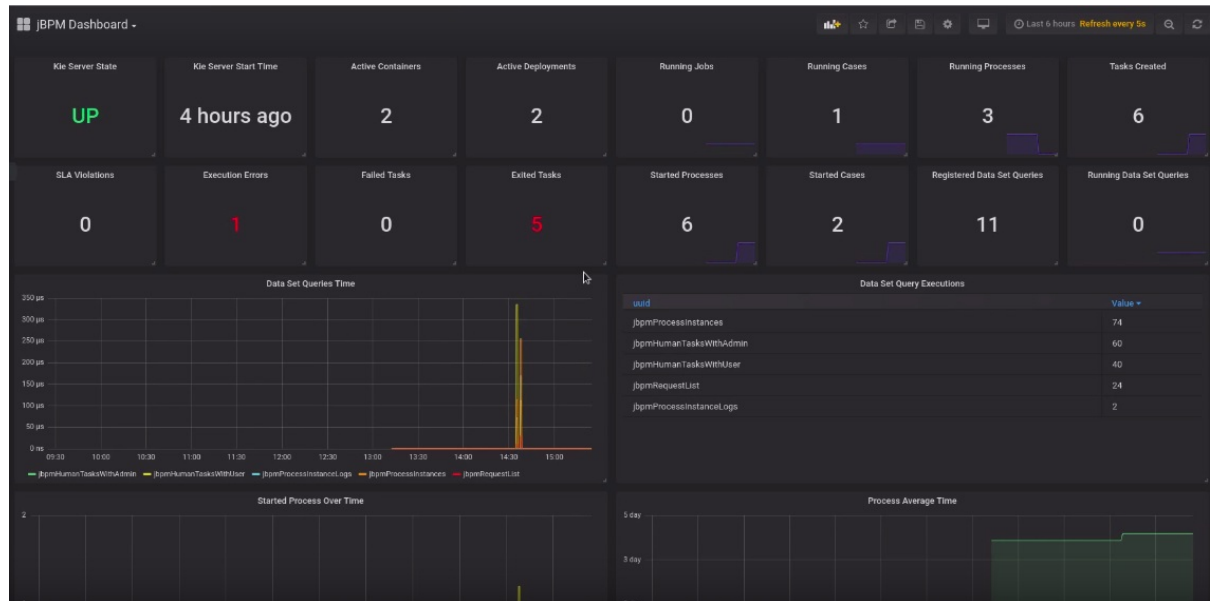 jBPM Dashboard
Last 6 hours Refresh every 5s
Kie Server State Kie Server Start Time Active Containers Active Deployments Running Jobs Running Cases Running Processes Tasks Created
UP 4 hours ago 2 2 0 1 3 6
SLA Violations Execution Errors Failed Tasks Exited Tasks Started Processes Started Cases Registered Data Set Queries Running Data Set Queries
0 1 0 5 6 2 11 0
Data Set Queries Time
350 µs
300 µs
250 µs
200 µs
150 µs
100 µs
50 µs
0 ns
09:30 10:00 10:30 11:00 11:30 12:00 12:30 13:00 13:30 14:00 14:30 15:00
jbpmHumanTasksWithAdmin jbpmHumanTasksWithUser jbpmProcessInstanceLogs jbpmProcessInstances jbpmRequestList
Data Set Query Executions
uuid Value
jbpmProcessInstances 74
jbpmHumanTasksWithAdmin 60
jbpmHumanTasksWithUser 40
jbpmRequestList 24
jbpmProcessInstanceLogs 2
Started Process Over Time
2
Process Average Time
5 day
3 day